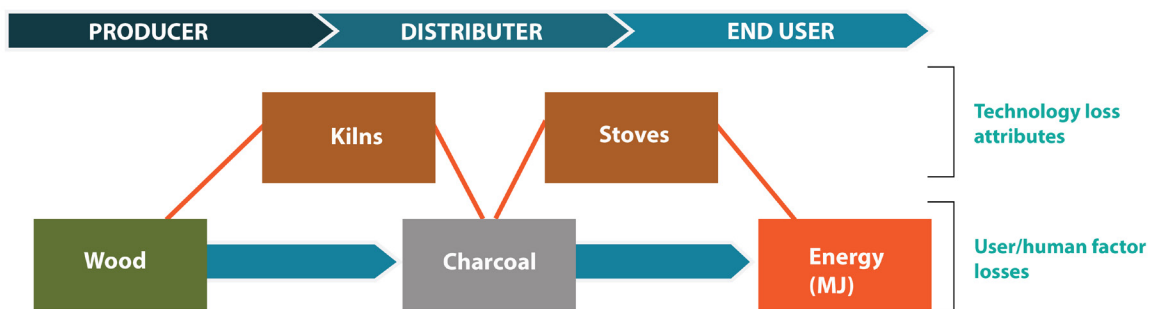 PRODUCER
DISTRIBUTER
END USER
Kilns
Stoves
Technology loss
attributes
Wood
Charcoal
Energy
(MJ)
User/human factor
losses